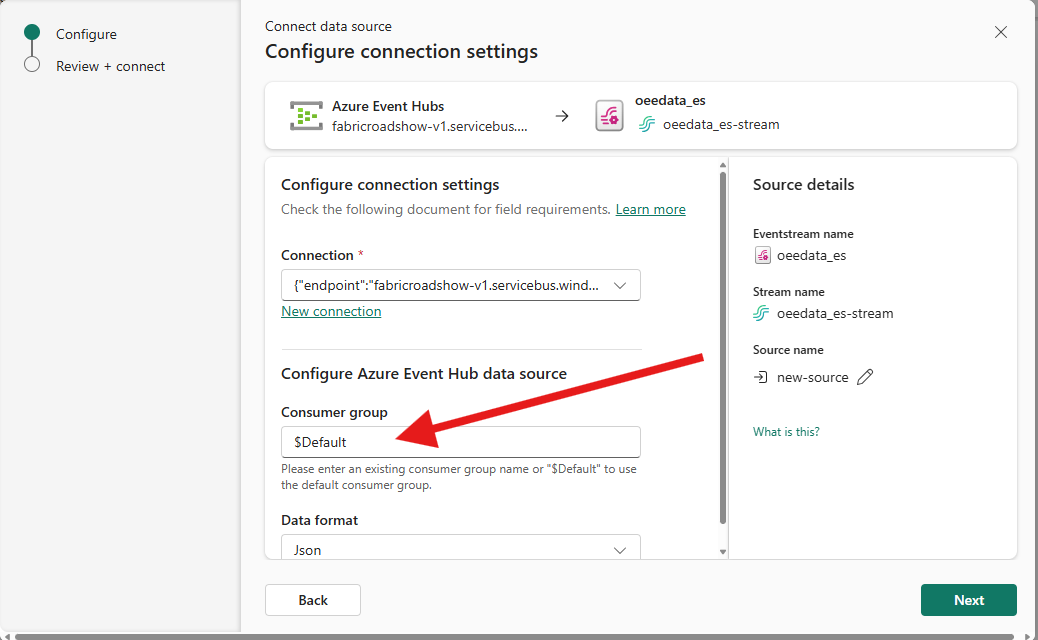 Configure
Review + connect
Connect data source
Configure connection settings
Azure Event Hubs
fabricroadshow-v1.servicebus....
oeedata_es
oeedata_es-stream
Configure connection settings
Check the following document for field requirements. Learn more
Connection *
{"endpoint":"fabricroadshow-v1.servicebus.wind...
New connection
Configure Azure Event Hub data source
Consumer group
$Default
Please enter an existing consumer group name or "$Default" to use
the default consumer group.
Data format
Json
Source details
Eventstream name
oeedata_es
Stream name
oeedata_es-stream
Source name
new-source
What is this?
Back
Next